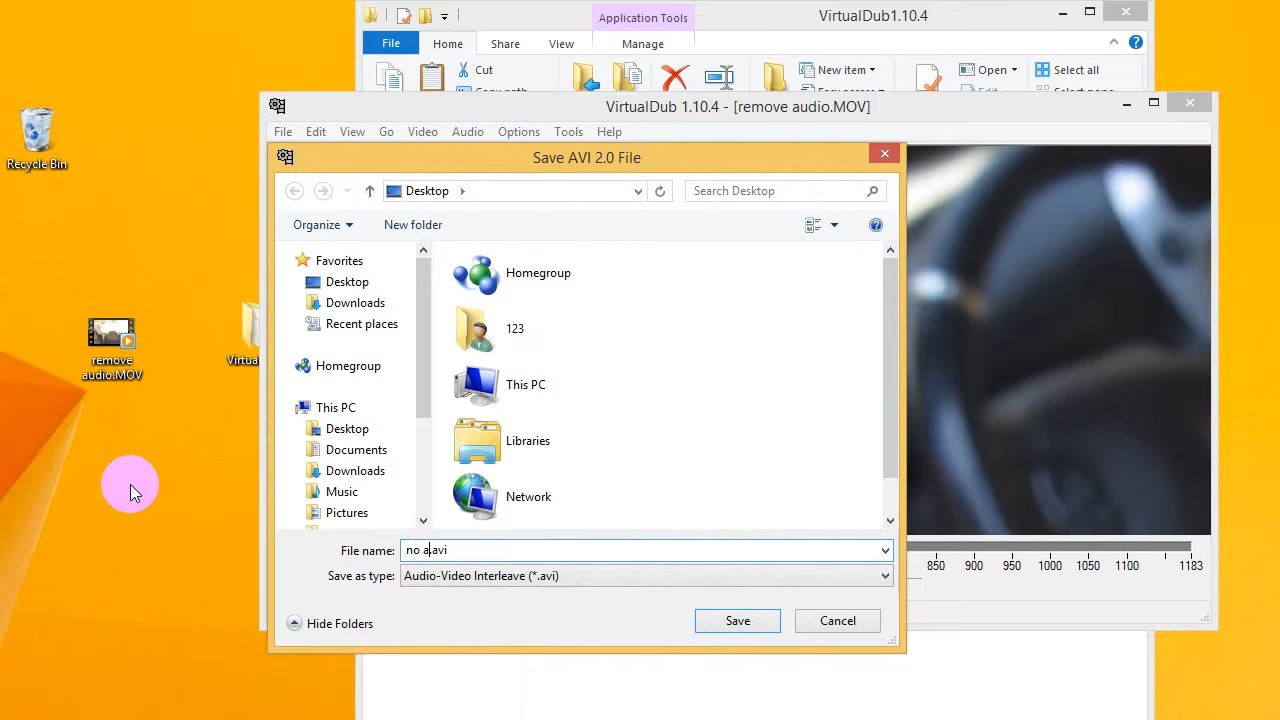 Application Tools
VirtualDub1.10.4
File
Home
Share
View
Manage
Cut
New item
Open
Select all
VirtualDub 1.10.4 - [remove audio.MOV]
File Edit View Go Video Audio Options Tools Help
Recycle Bin
remove
audio.MOV
Save AVI 2.0 File
Desktop
Search Desktop
Organize
New folder
Favorites
Desktop
Downloads
Recent places
Homegroup
This PC
Desktop
Documents
Downloads
Music
Pictures
Homegroup
123
This PC
Libraries
Network
File name: no a.avi
Save as type: Audio-Video Interleave (*.avi)
Hide Folders
Save
Cancel
850 900 950 1000 1050 1100 1183